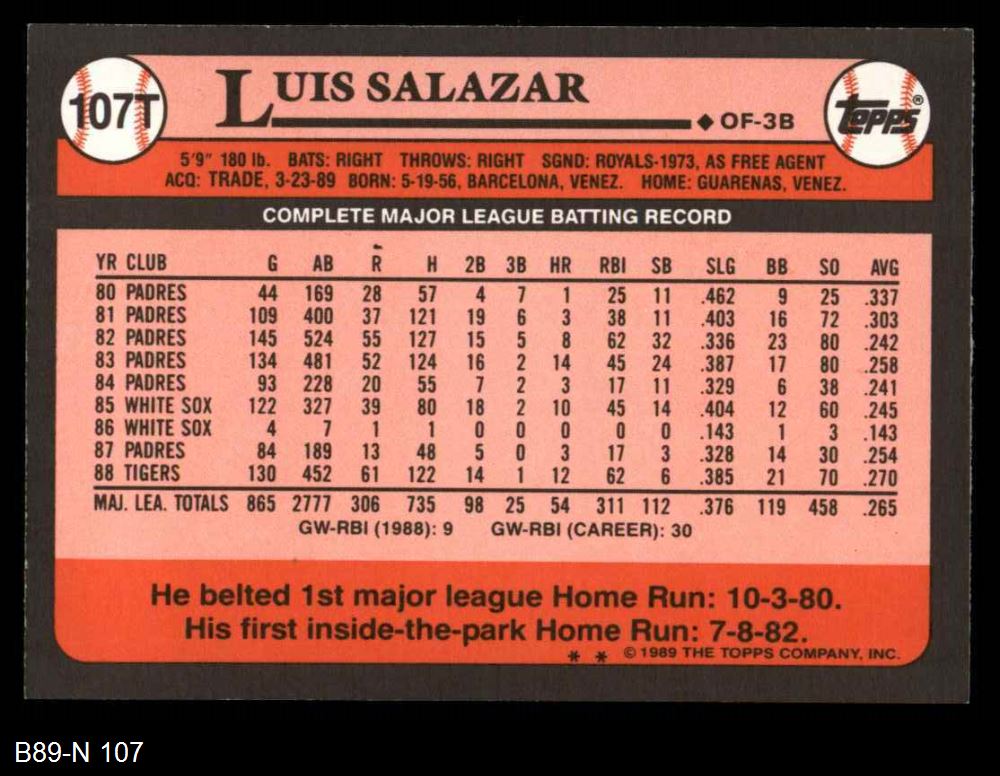 107T
LUIS SALAZAR
◆ OF-3B
TOPPS®
5'9" 180 lb. BATS: RIGHT THROWS: RIGHT SGND: ROYALS-1973, AS FREE AGENT
ACQ: TRADE, 3-23-89 BORN: 5-19-56, BARCELONA, VENEZ. HOME: GUARENAS, VENEZ.
COMPLETE MAJOR LEAGUE BATTING RECORD
YR CLUB G AB R H 2B 3B HR RBI SB SLG BB SO AVG
80 PADRES 44 169 28 57 4 7 1 25 11 .462 9 25 .337
81 PADRES 109 400 37 121 19 6 3 38 11 .403 16 72 .303
82 PADRES 145 524 55 127 15 5 8 62 32 .336 23 80 .242
83 PADRES 134 481 52 124 16 2 14 45 24 .387 17 80 .258
84 PADRES 93 228 20 55 7 2 3 17 11 .329 6 38 .241
85 WHITE SOX 122 327 39 80 18 2 10 45 14 .404 12 60 .245
86 WHITE SOX 4 7 1 1 0 0 0 0 0 .143 1 3 .143
87 PADRES 84 189 13 48 5 0 3 17 3 .328 14 30 .254
88 TIGERS 130 452 61 122 14 1 12 62 6 .385 21 70 .270
MAJ. LEA. TOTALS 865 2777 306 735 98 25 54 311 112 .376 119 458 .265
GW-RBI (1988): 9 GW-RBI (CAREER): 30
He belted 1st major league Home Run: 10-3-80.
His first inside-the-park Home Run: 7-8-82.
* * © 1989 THE TOPPS COMPANY, INC.
B89-N 107